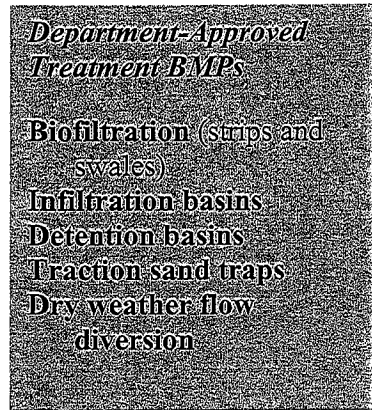 Department-Approved
Treatment BMPs
Biofiltration (strips and
swales)
Infiltration basins
Detention basins
Traction sand traps
Dry weather flow
diversion